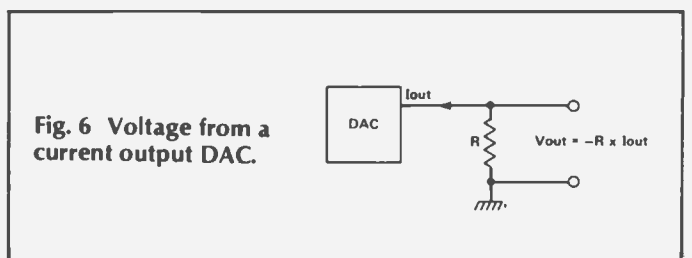 Fig. 6 Voltage from a
current output DAC.
DAC
Iout
R
Vout = -R x Iout